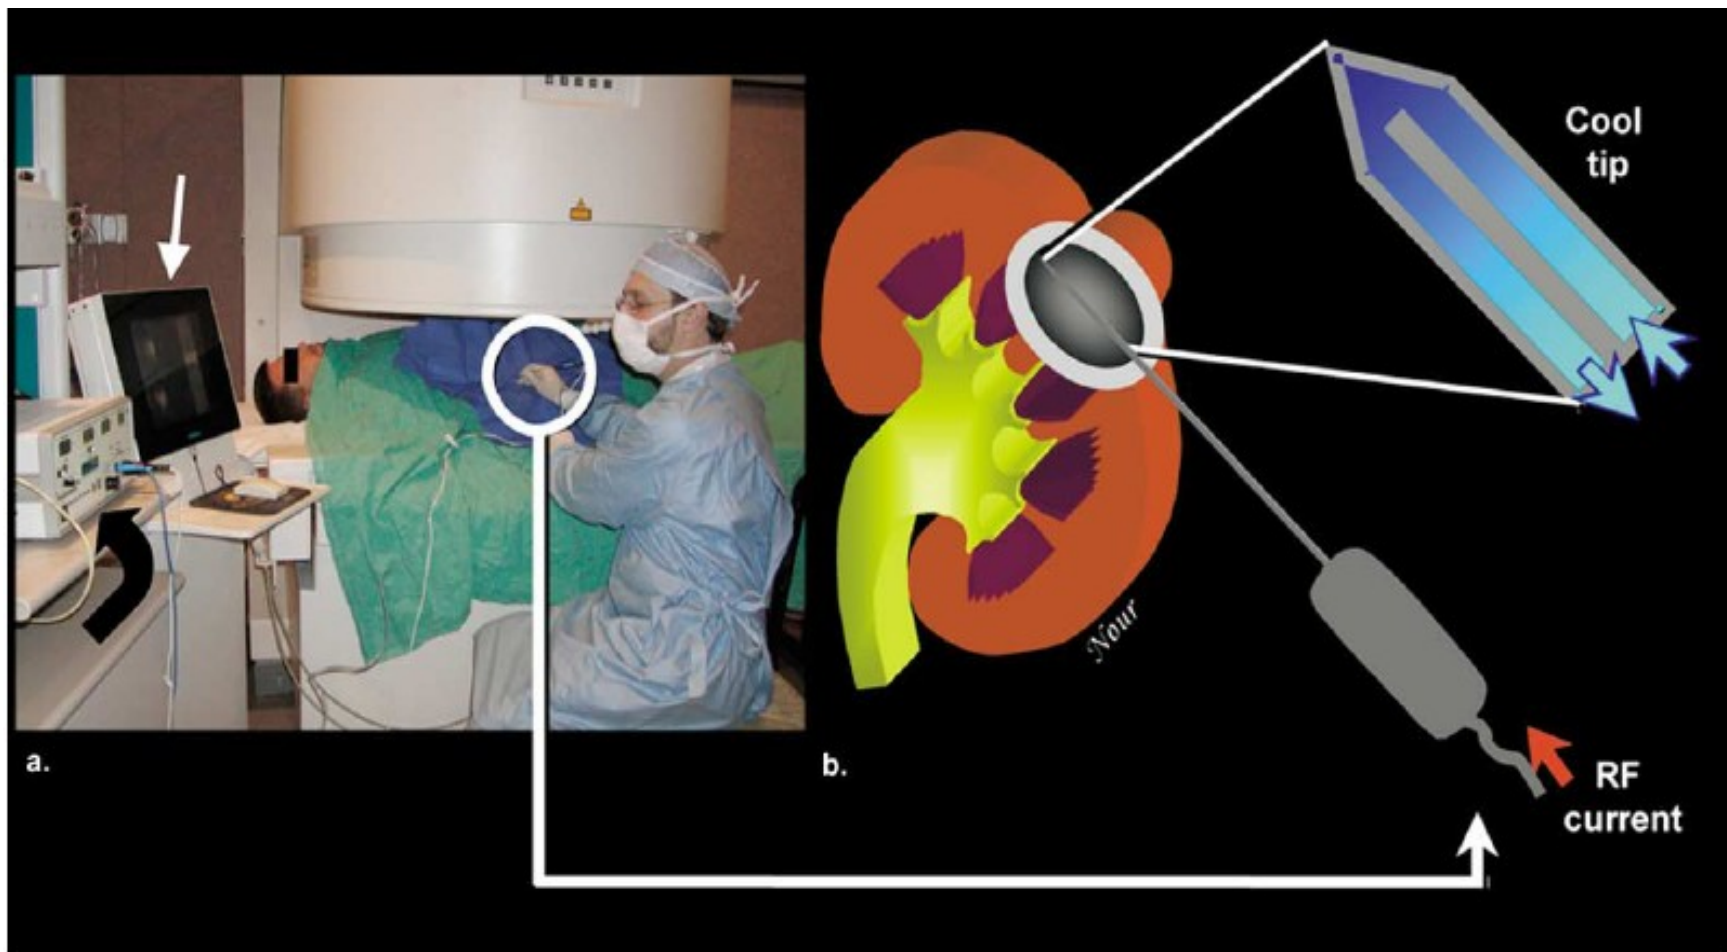 a.
b.
Cool
tip
Nour
RF
current